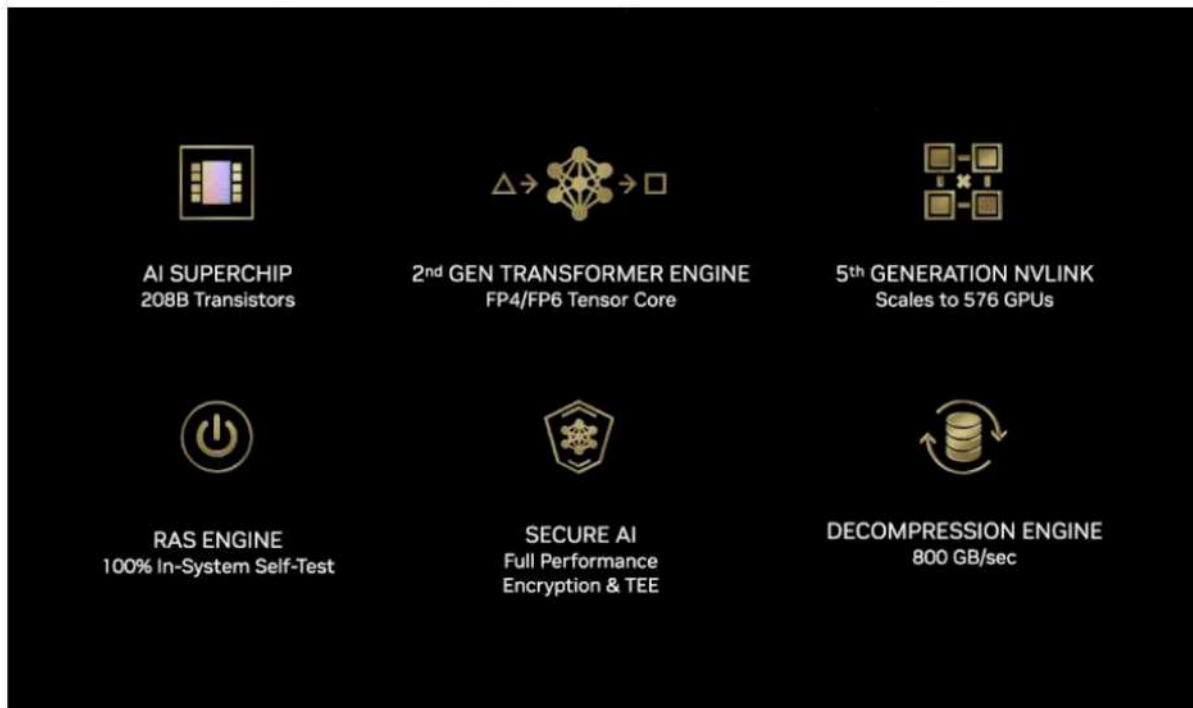 AI SUPERCHIP
208B Transistors
2nd GEN TRANSFORMER ENGINE
FP4/FP6 Tensor Core
5th GENERATION NVLINK
Scales to 576 GPUs
RAS ENGINE
100% In-System Self-Test
SECURE AI
Full Performance
Encryption & TEE
DECOMPRESSION ENGINE
800 GB/sec